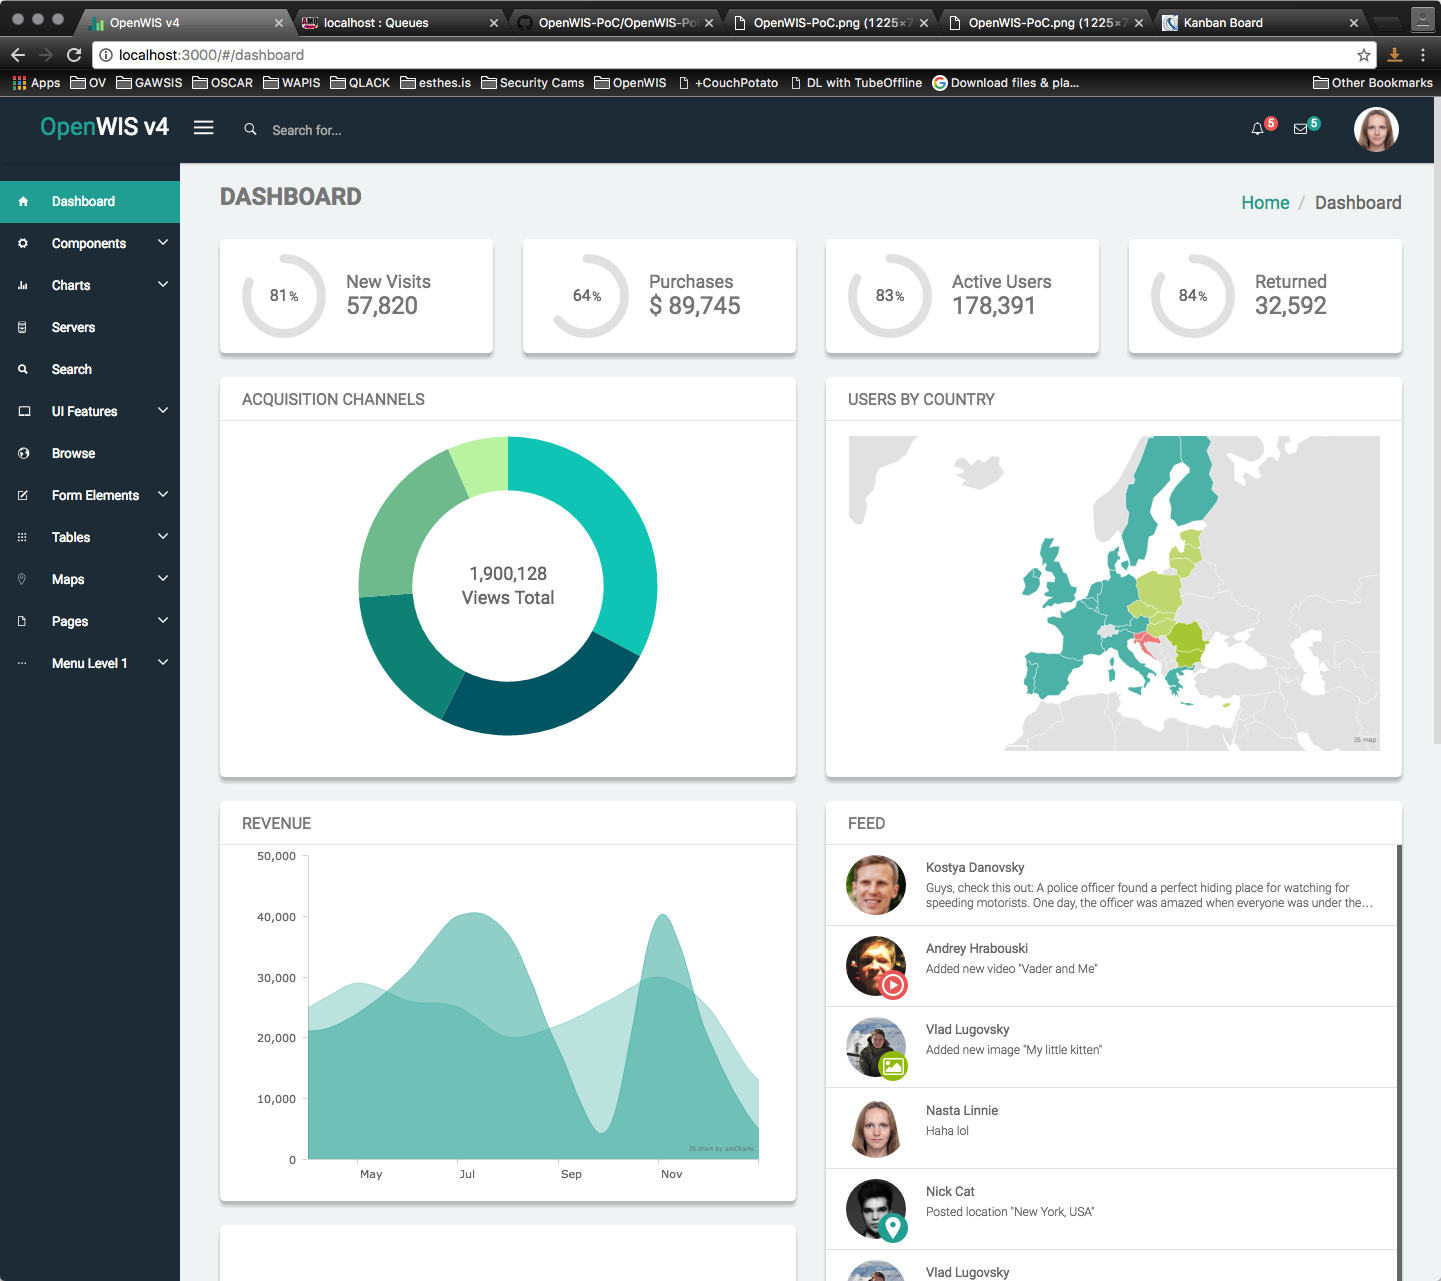 OpenWIS v4
localhost : Queues
OpenWIS-PoC/OpenWIS-Po
OpenWIS-PoC.png (1225×7
OpenWIS-PoC.png (1225×7
Kanban Board
localhost:3000/#/dashboard
Apps
OV
GAWSIS
OSCAR
WAPIS
QLACK
esthes.is
Security Cams
OpenWIS
+CouchPotato
DL with TubeOffline
Download files & pla...
Other Bookmarks
OpenWIS v4
Search for...
5
5
Dashboard
Components
Charts
Servers
Search
UI Features
Browse
Form Elements
Tables
Maps
Pages
Menu Level 1
DASHBOARD
Home / Dashboard
81%
New Visits
57,820
64%
Purchases
$ 89,745
83%
Active Users
178,391
84%
Returned
32,592
ACQUISITION CHANNELS
1,900,128
Views Total
USERS BY COUNTRY
JS map
REVENUE
50,000
40,000
30,000
20,000
10,000
0
May
Jul
Sep
Nov
JS chart by amCharts
FEED
Kostya Danovsky
Guys, check this out: A police officer found a perfect hiding place for watching for
speeding motorists. One day, the officer was amazed when everyone was under the...
Andrey Hrabouski
Added new video "Vader and Me"
Vlad Lugovsky
Added new image "My little kitten"
Nasta Linnie
Haha lol
Nick Cat
Posted location "New York, USA"
Vlad Lugovsky